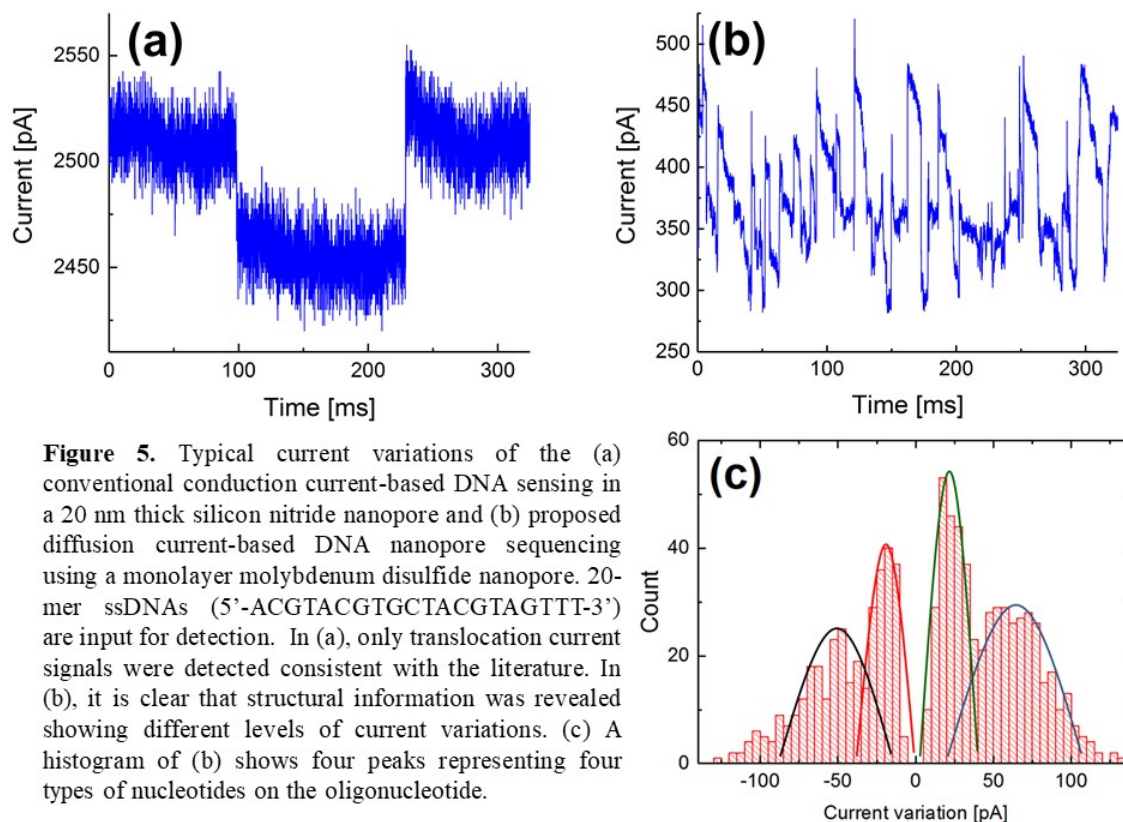 (a)
2550
2500
2450
Current [pA]
0
100
200
300
Time [ms]
(b)
500
450
400
350
300
250
Current [pA]
0
100
200
300
Time [ms]
Figure 5. Typical current variations of the (a)
conventional conduction current-based DNA sensing in
a 20 nm thick silicon nitride nanopore and (b) proposed
diffusion current-based DNA nanopore sequencing
using a monolayer molybdenum disulfide nanopore. 20-
mer ssDNAs (5’-ACGTACGTGCTACGTAGTTT-3’)
are input for detection. In (a), only translocation current
signals were detected consistent with the literature. In
(b), it is clear that structural information was revealed
showing different levels of current variations. (c) A
histogram of (b) shows four peaks representing four
types of nucleotides on the oligonucleotide.
(c)
60
40
20
0
Count
-100
-50
0
50
100
Current variation [pA]